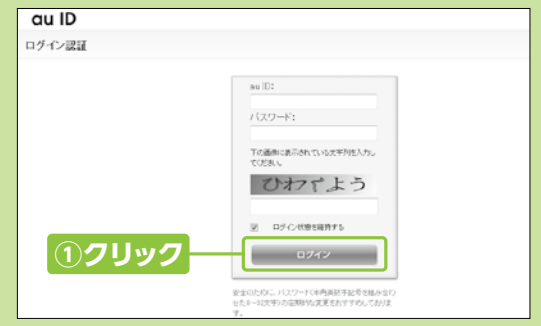 au ID
ログイン認証
au ID:
パスワード:
下の画像に表示されている文字列を入力し
てください。
ひわてよう
ログイン状態を維持する
①クリック
ログイン
安全のために、パスワード(半角英数字記号を組み合わ
せた8~32文字)の定期的な変更をおすすめしておりま
す。